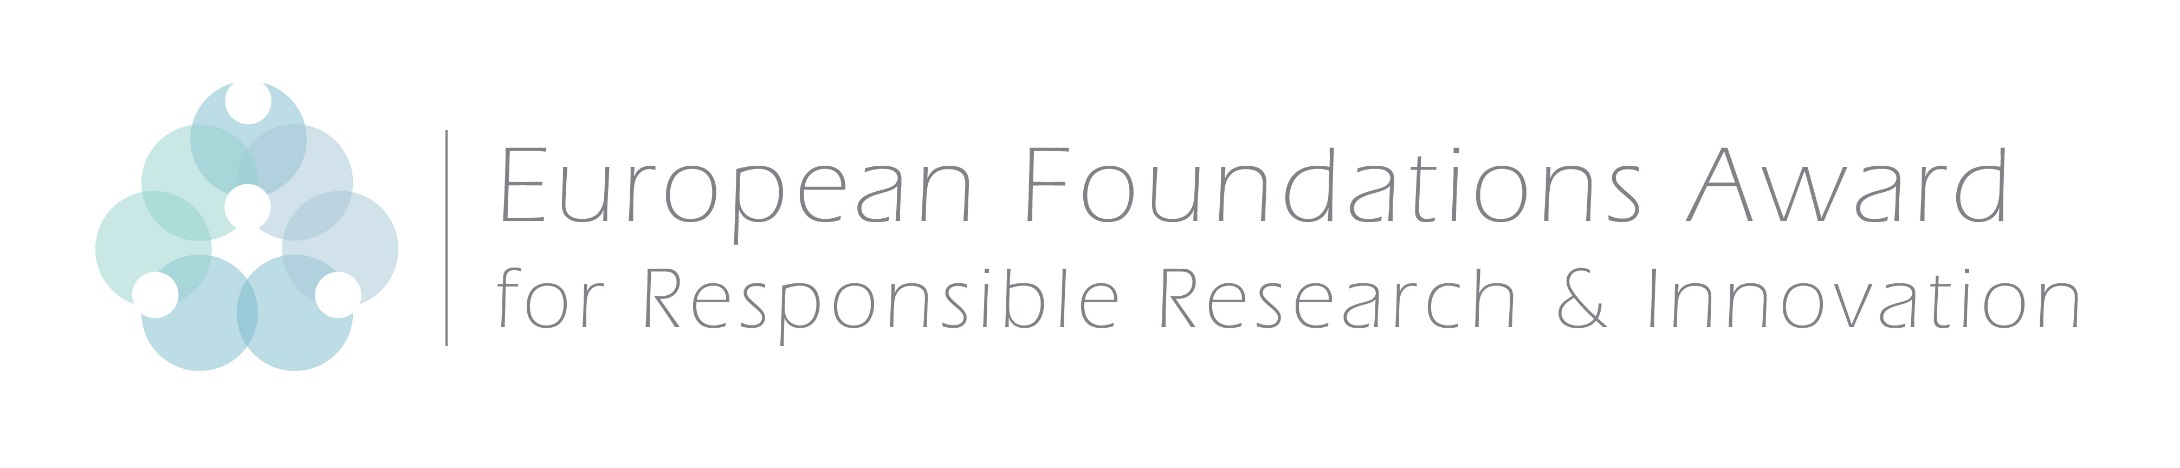 European Foundations Award
for Responsible Research & Innovation